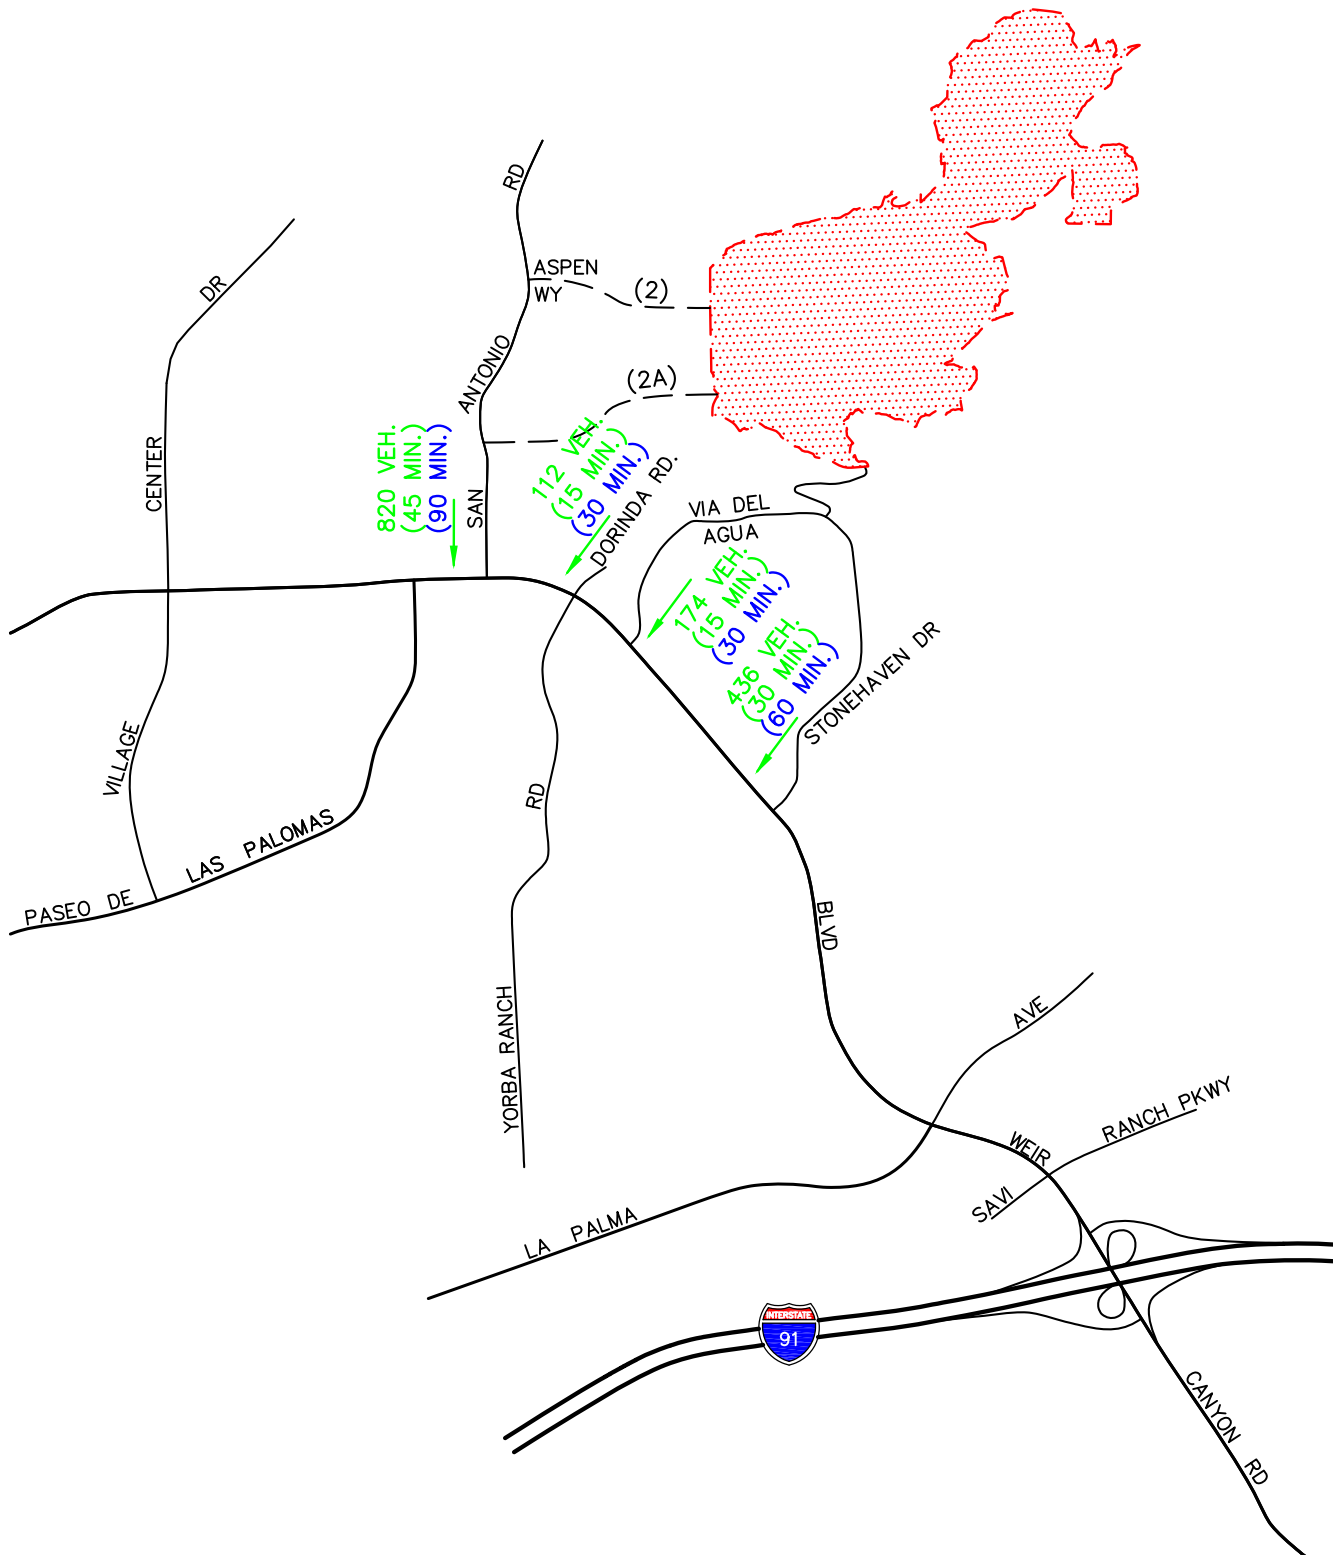 RD
ASPEN
WY
(2)
DR
ANTONIO
(2A)
CENTER
820 VEH.
(45 MIN.)
(90 MIN.)
SAN
112 VEH.
(15 MIN.)
(30 MIN.)
DORINDA RD.
VIA DEL
AGUA
174 VEH.
(15 MIN.)
(30 MIN.)
436 VEH.
(30 MIN.)
(60 MIN.)
STONEHAVEN DR
VILLAGE
RD
LAS PALOMAS
PASEO DE
BLVD
YORBA RANCH
AVE
RANCH PKWY
WEIR
SAVI
LA PALMA
INTERSTATE
91
CANYON
RD